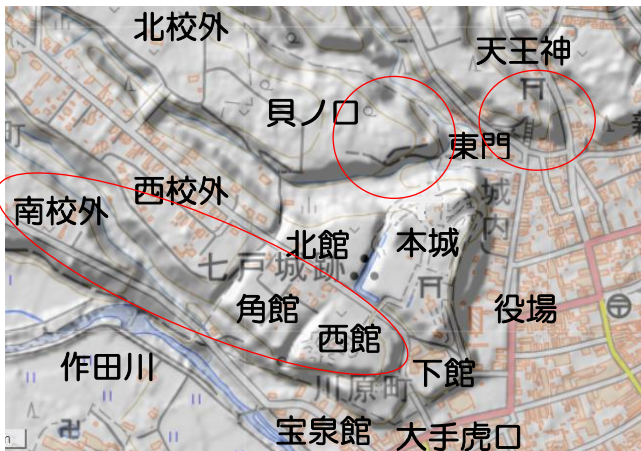 北校外
天王神
貝ノ口
東門
町
西校外
南校外
城内
北館
本城
七戸城跡
角館
役場
西館
作田川
下館
川原町
宝泉館
大手虎口